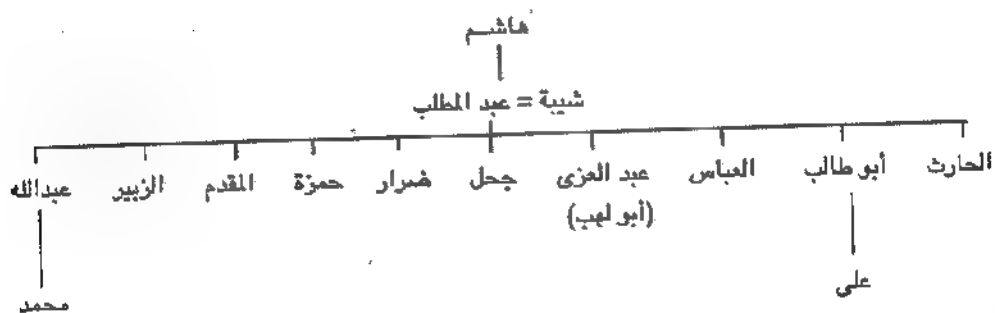 هاشم
شيبة = عبد المطلب
الحارث أبو طالب العباس عبد العزى جحل ضرار حمزة المقدم الزبير عبدالله
(أبو لهب)
على
محمد